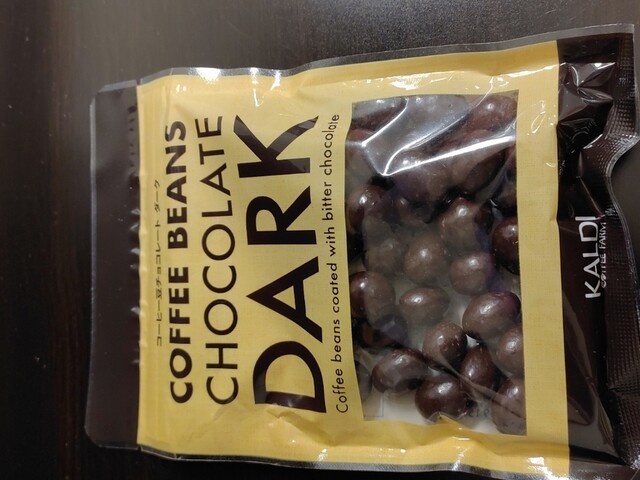 コーヒー豆チョコレート ダーク
COFFEE BEANS
CHOCOLATE
DARK
Coffee beans coated with bitter chocolate
KALDI
COFFEE FARM